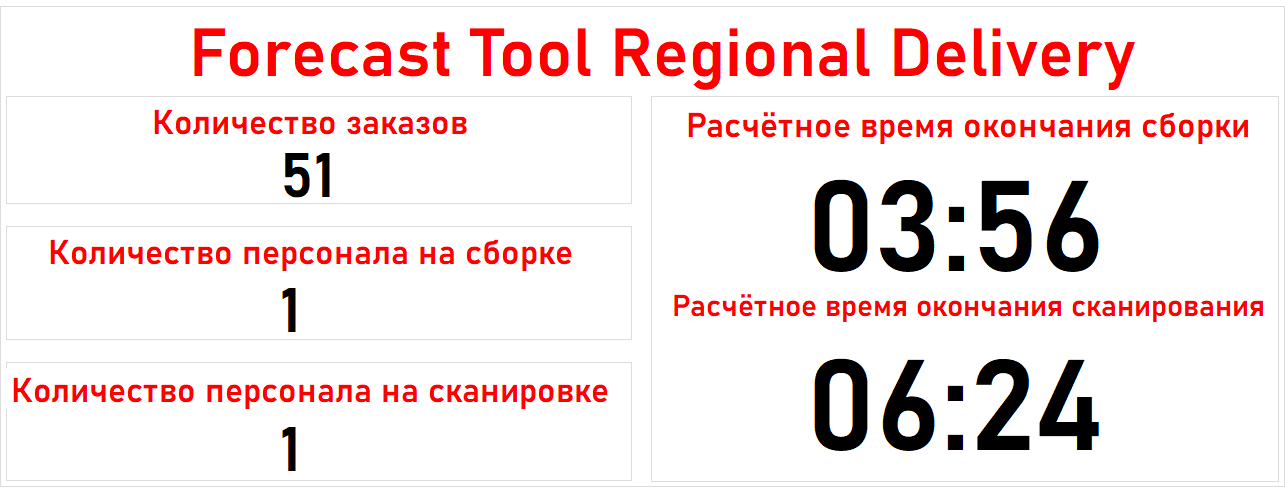 Forecast Tool Regional Delivery
Количество заказов
51
Количество персонала на сборке
1
Количество персонала на сканировке
1
Расчётное время окончания сборки
03:56
Расчётное время окончания сканирования
06:24